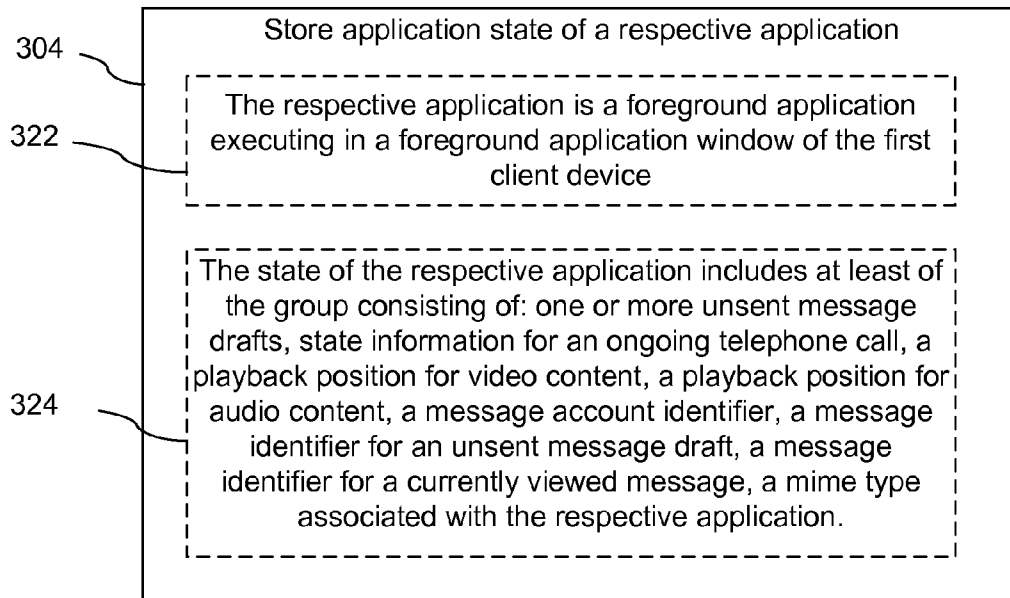 Store application state of a respective application
304
The respective application is a foreground application
executing in a foreground application window of the first
client device
322
The state of the respective application includes at least of
the group consisting of: one or more unsent message
drafts, state information for an ongoing telephone call, a
playback position for video content, a playback position for
audio content, a message account identifier, a message
identifier for an unsent message draft, a message
identifier for a currently viewed message, a mime type
associated with the respective application.
324